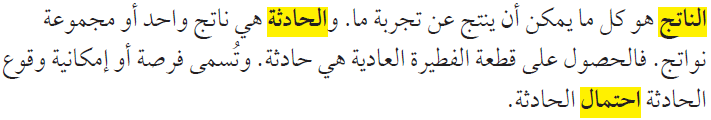 الناتج هو كل ما يمكن أن ينتج عن تجربة ما. والحادثة هي ناتج واحد أو مجموعة
نواتج. فالحصول على قطعة الفطيرة العادية هي حادثة. وتُسمى فرصة أو إمكانية وقوع
الحادثة احتمال الحادثة.